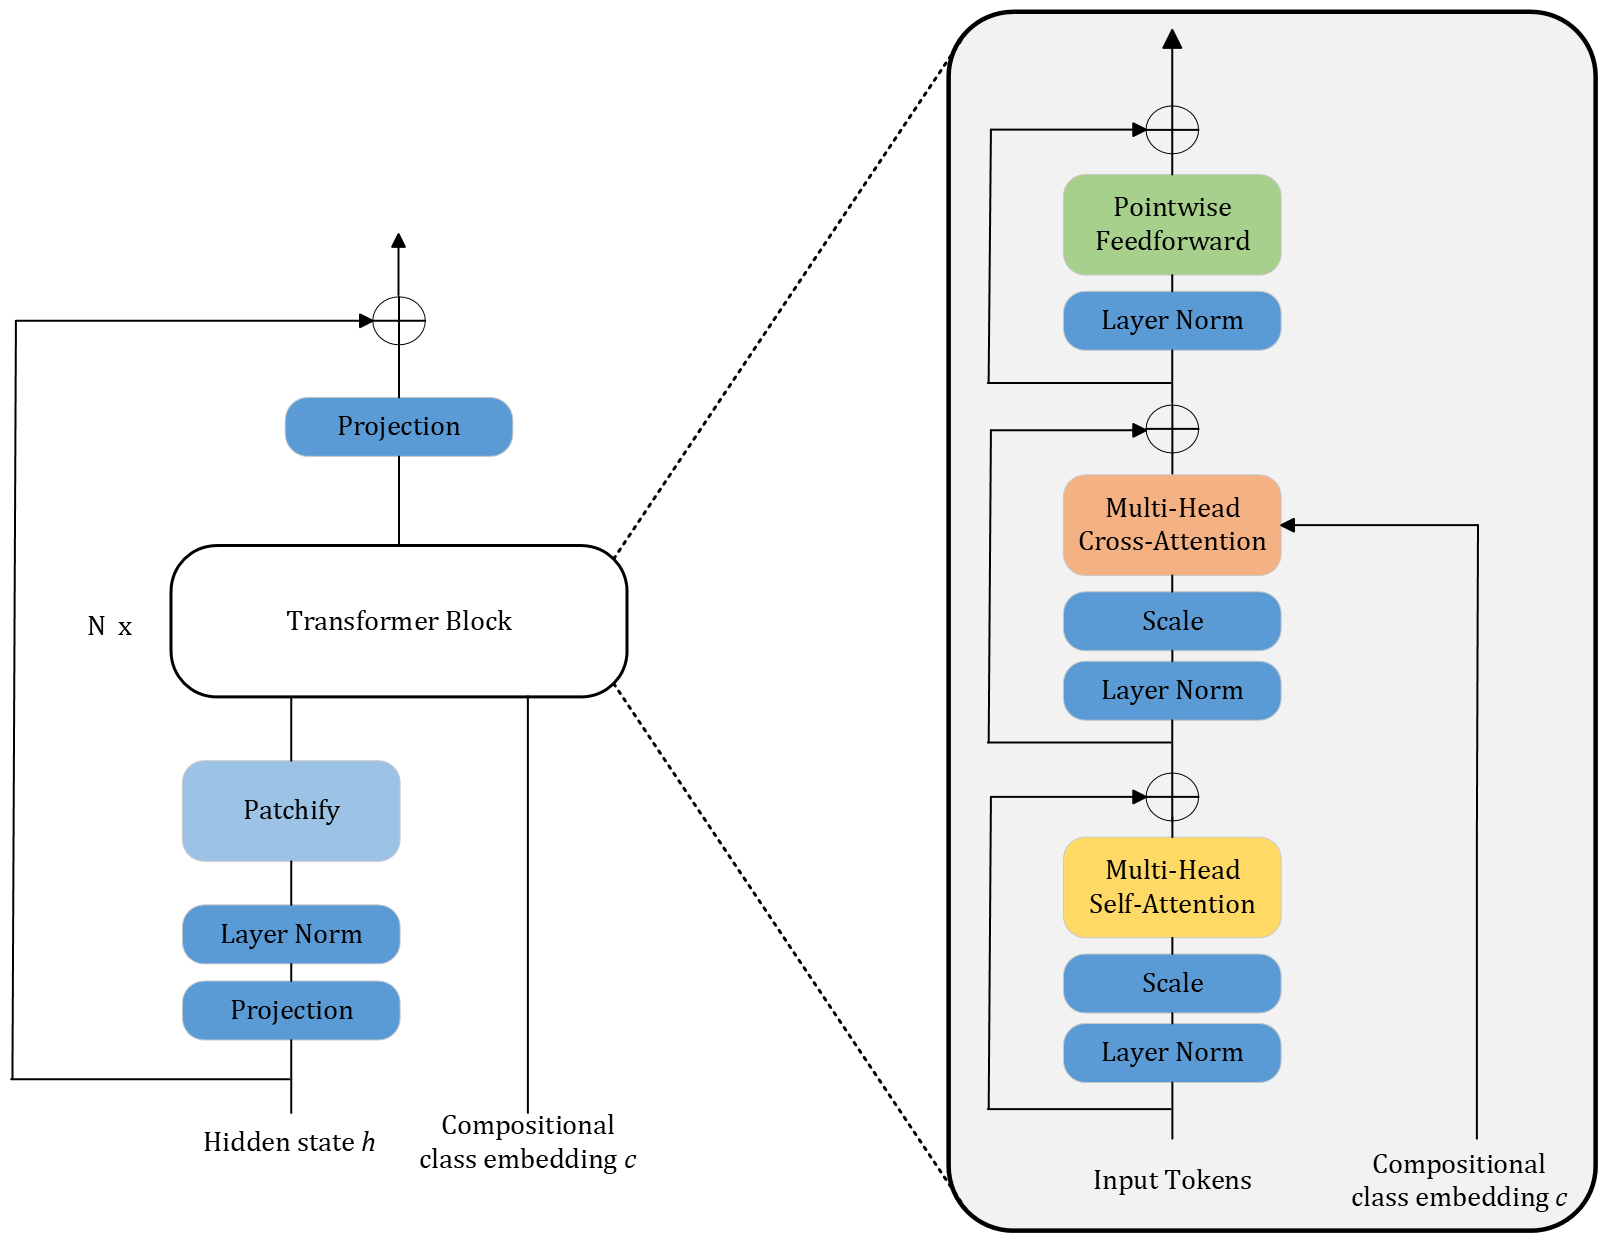 Projection
N x
Transformer Block
Patchify
Layer Norm
Projection
Hidden state h
Compositional
class embedding c
Pointwise
Feedforward
Layer Norm
Multi-Head
Cross-Attention
Scale
Layer Norm
Multi-Head
Self-Attention
Scale
Layer Norm
Input Tokens
Compositional
class embedding c